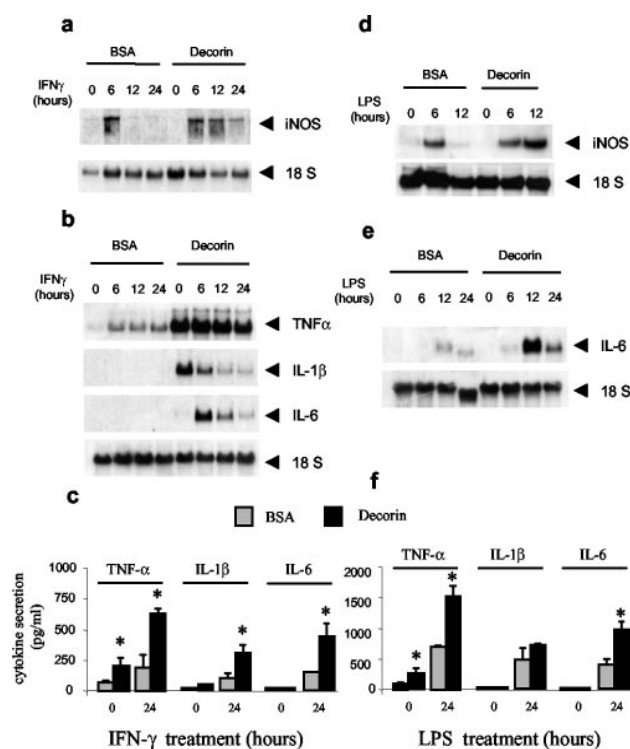 a
BSA Decorin
IFNγ (hours) 0 6 12 24 0 6 12 24
iNOS
18 S
b
BSA Decorin
IFNγ (hours) 0 6 12 24 0 6 12 24
TNFα
IL-1β
IL-6
18 S
d
BSA Decorin
LPS (hours) 0 6 12 0 6 12
iNOS
18 S
e
BSA Decorin
LPS (hours) 0 6 12 24 0 6 12 24
IL-6
18 S
BSA Decorin
c
TNF-α IL-1β IL-6
cytokine secretion (pg/ml)
1000
750
500
250
0
* * * *
0 24 0 24 0 24
IFN-γ treatment (hours)
f
TNF-α IL-1β IL-6
2000
1500
1000
500
0
* * *
0 24 0 24 0 24
LPS treatment (hours)